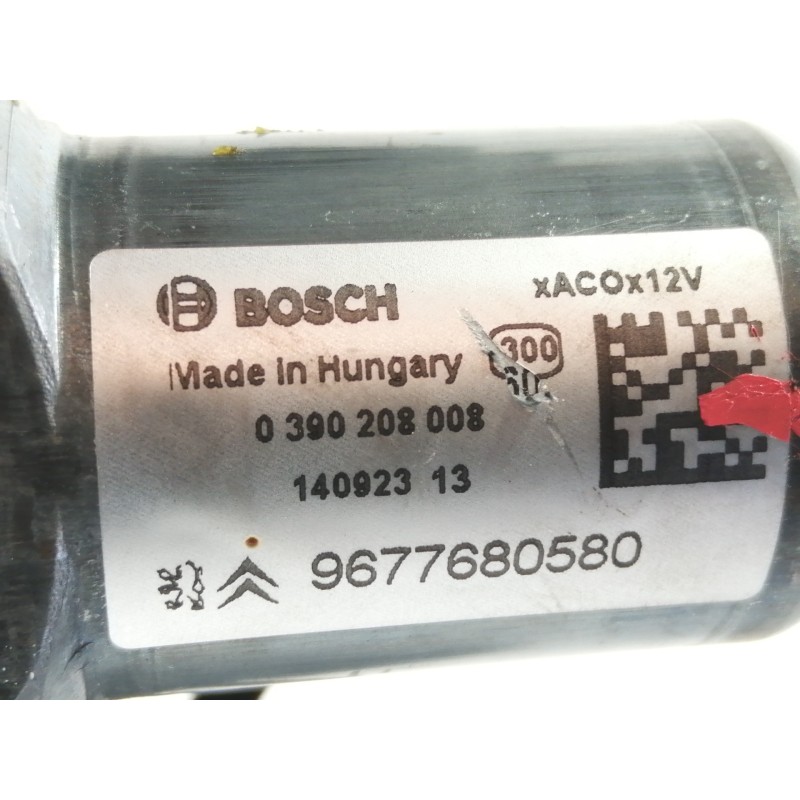 BOSCH
xACOx12V
Made in Hungary
300
0 390 208 008
140923 13
9677680580